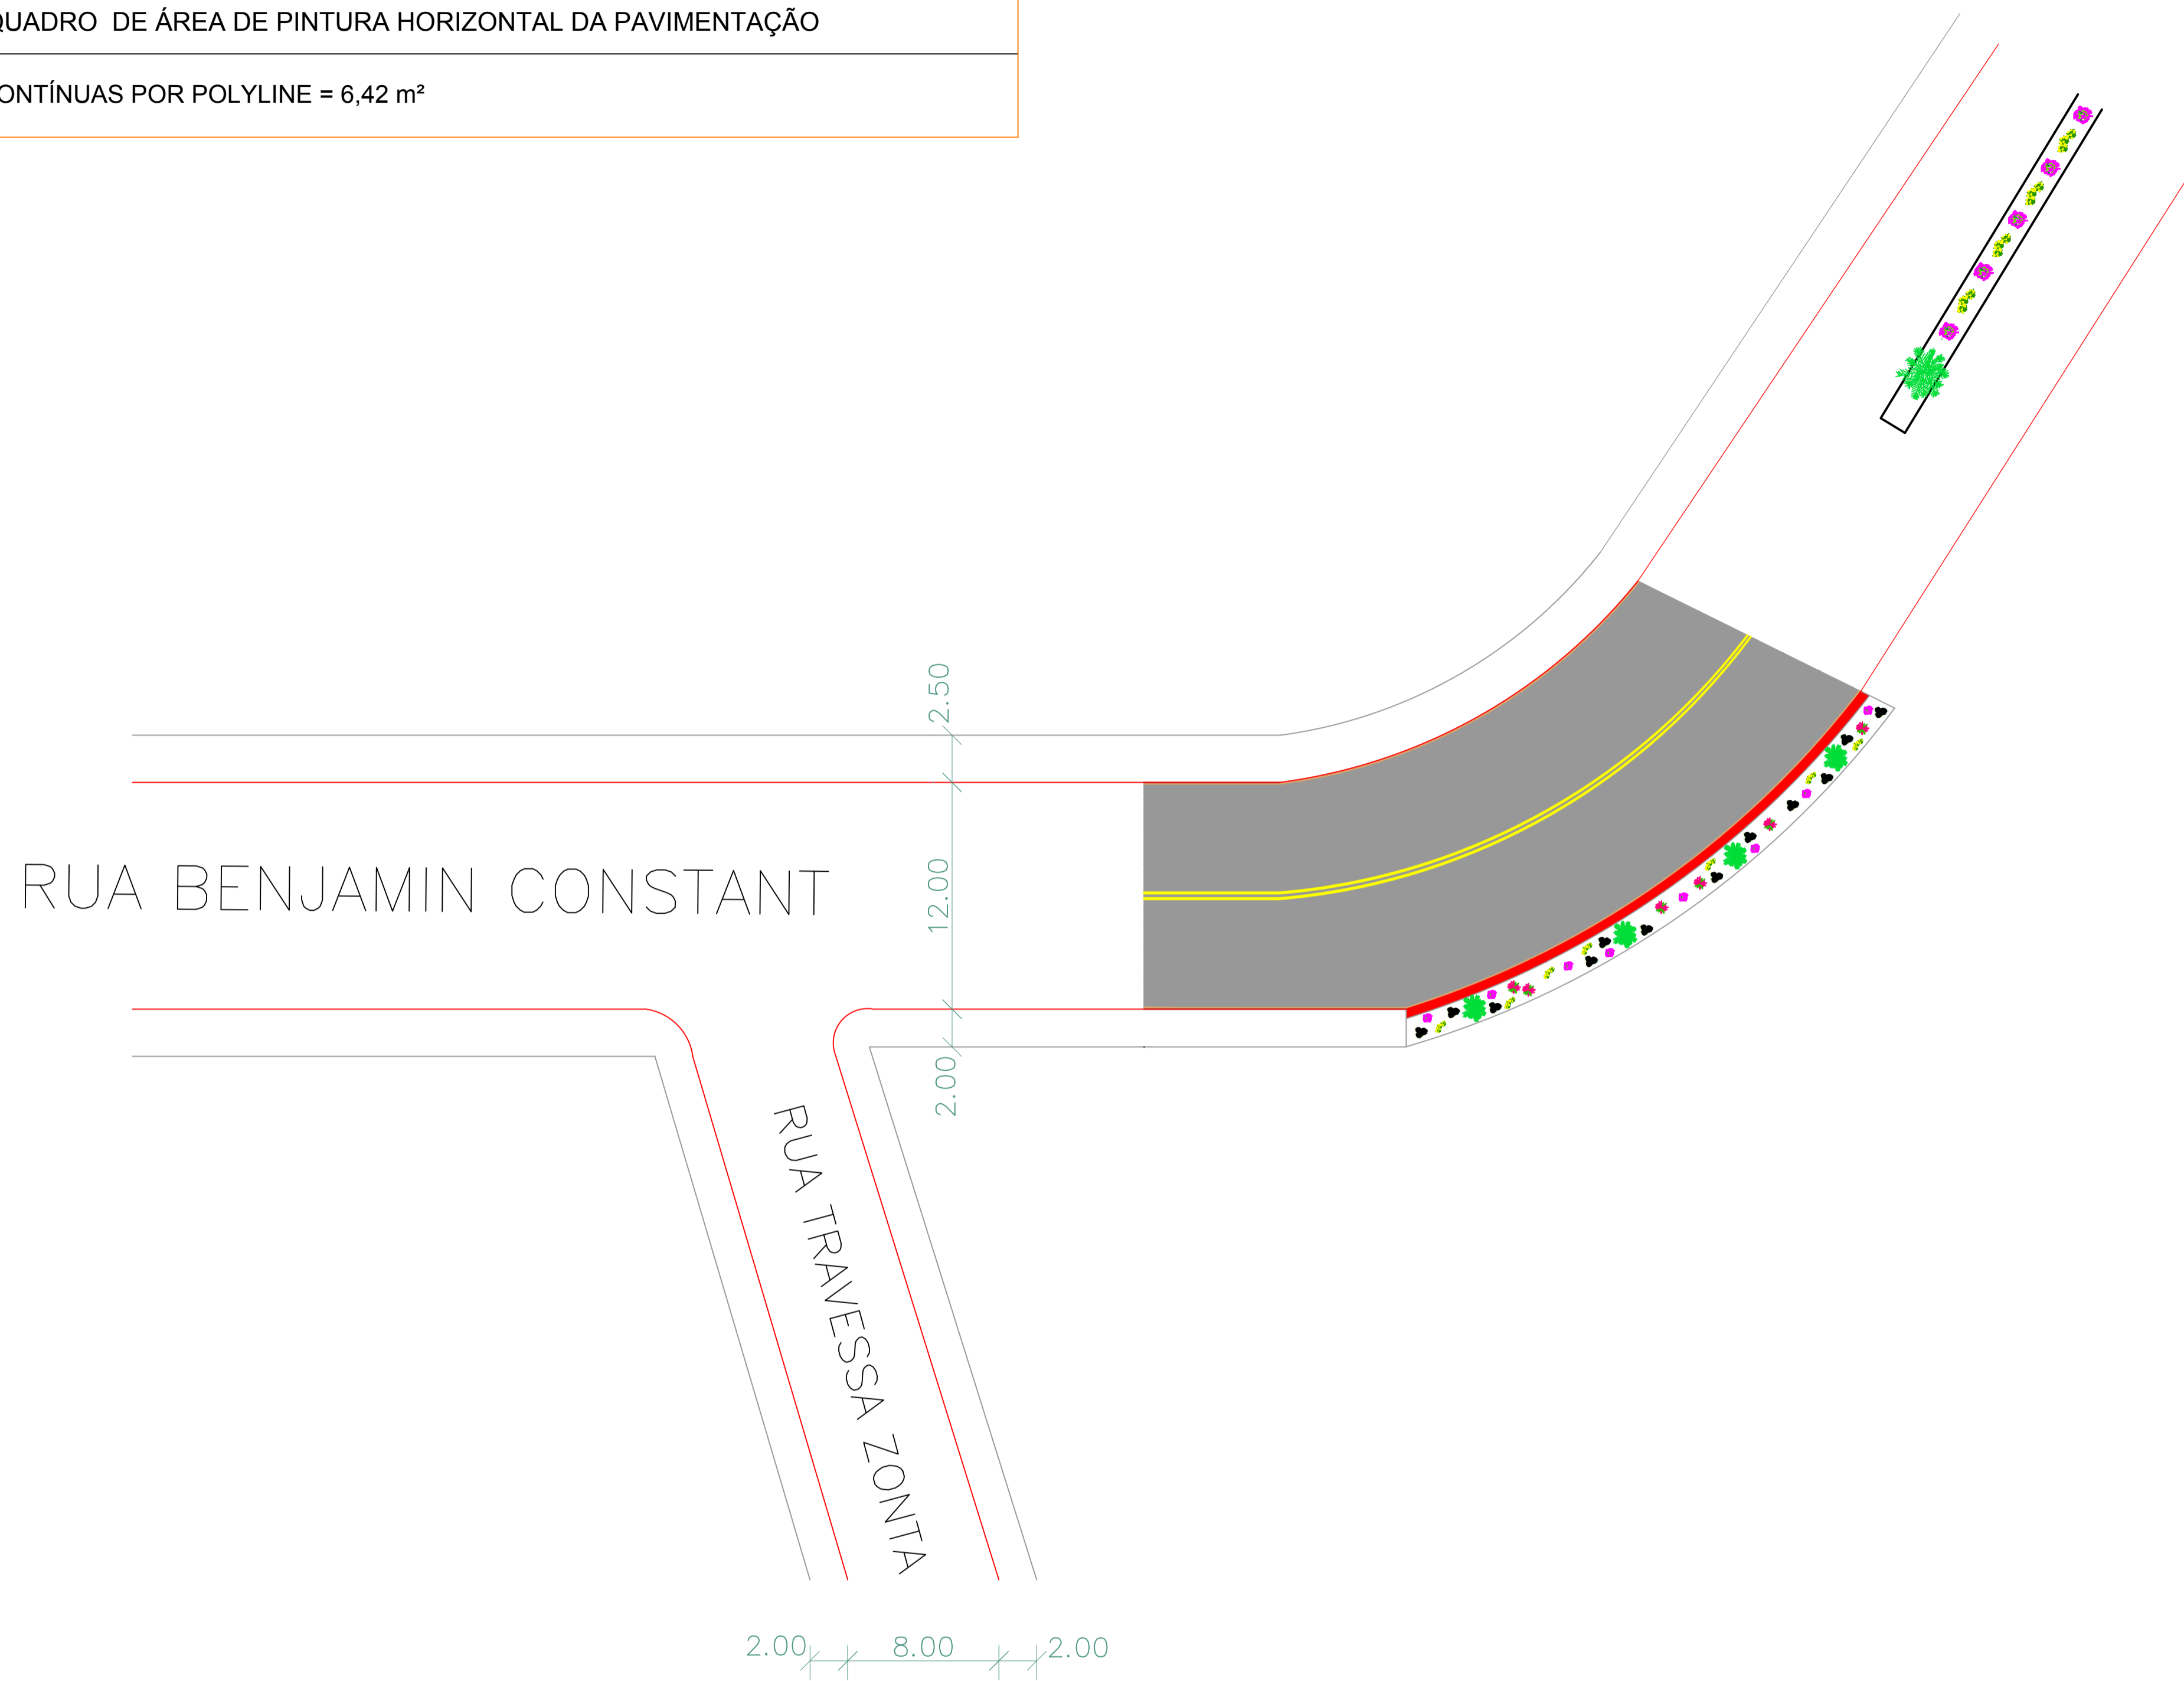 QUADRO DE ÁREA DE PINTURA HORIZONTAL DA PAVIMENTAÇÃO
ONTÍNUAS POR POLYLINE = 6,42 m²
2.50
RUA BENJAMIN CONSTANT
12.00
2.00
RUA TRAVESSA ZONTA
2.00
8.00
2.00